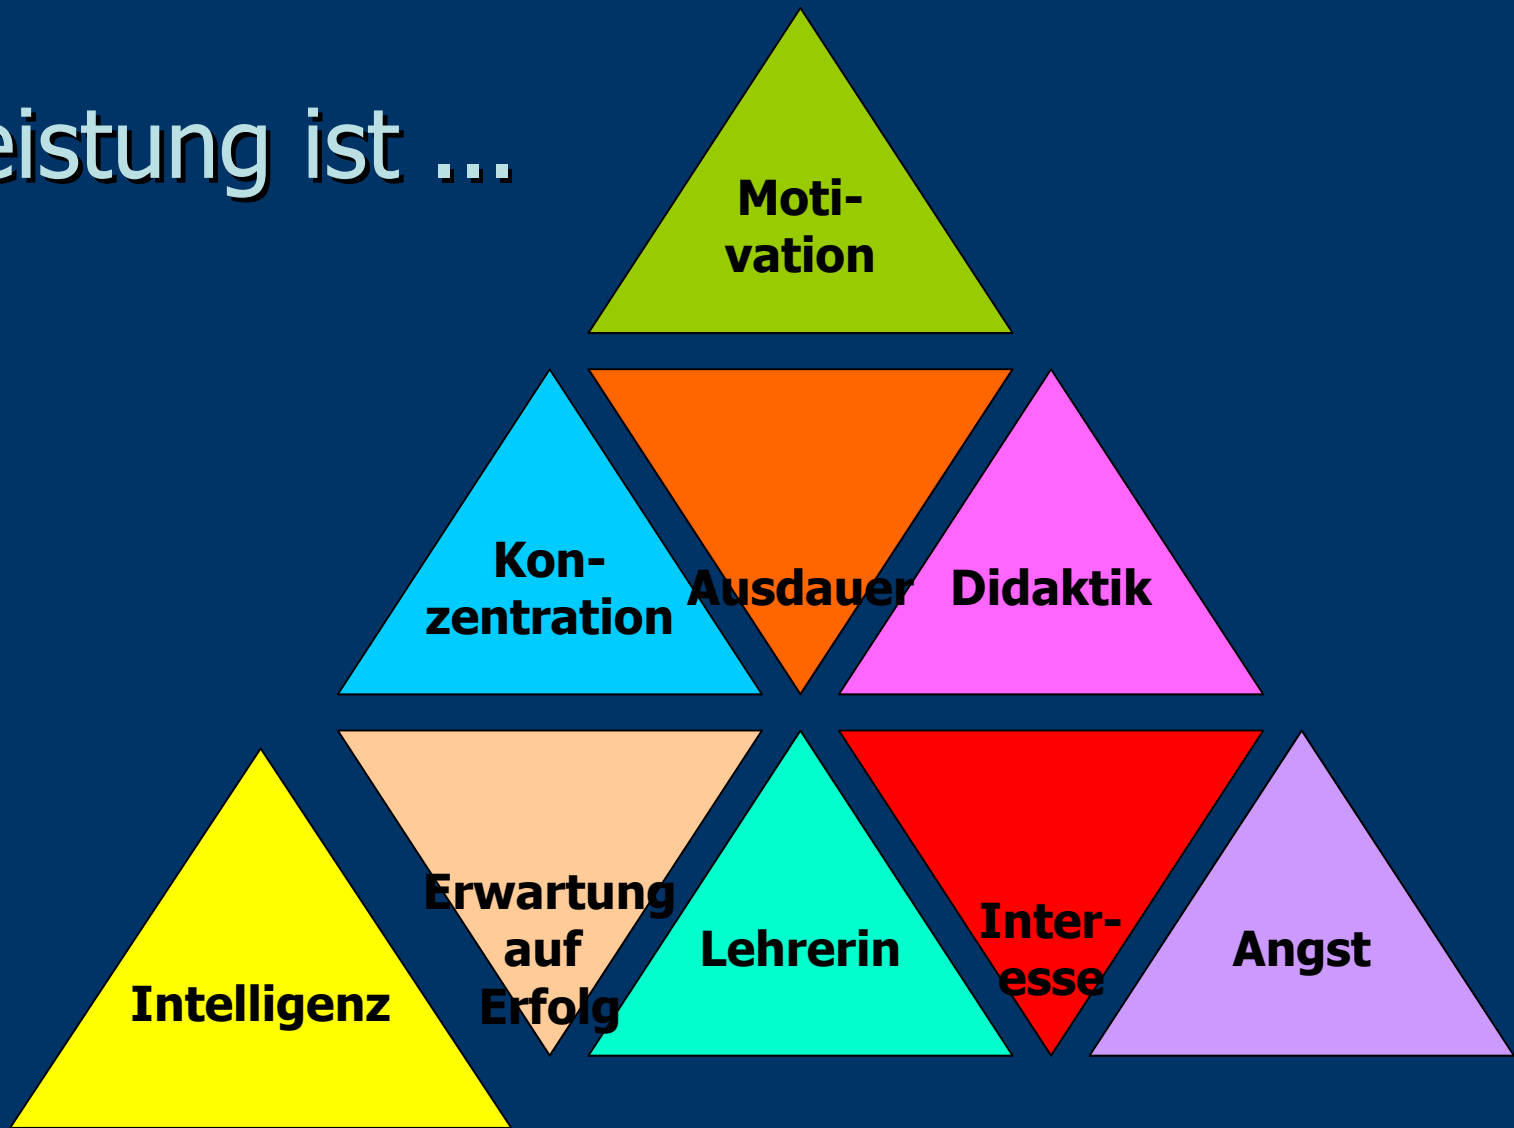 eistung ist ...
Moti-
vation
Kon-
zentration
Ausdauer
Didaktik
Erwartung
auf
Erfolg
Intelligenz
Lehrerin
Inter-
esse
Angst